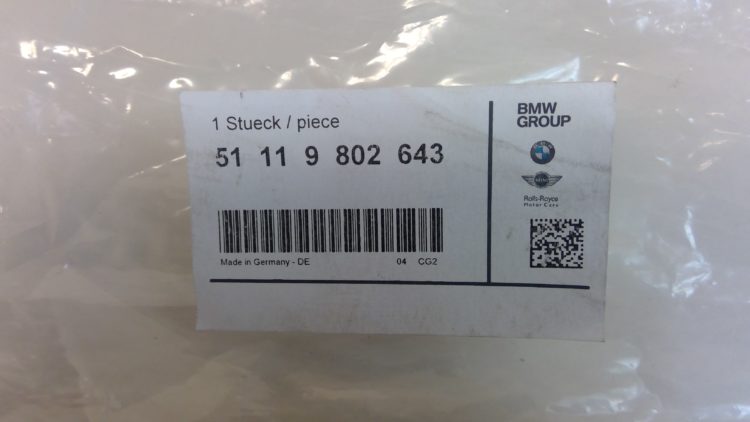 1 Stueck / piece
51 11 9 802 643
Made in Germany - DE 04 CG2
BMW
GROUP
Rolls-Royce
Motor Cars